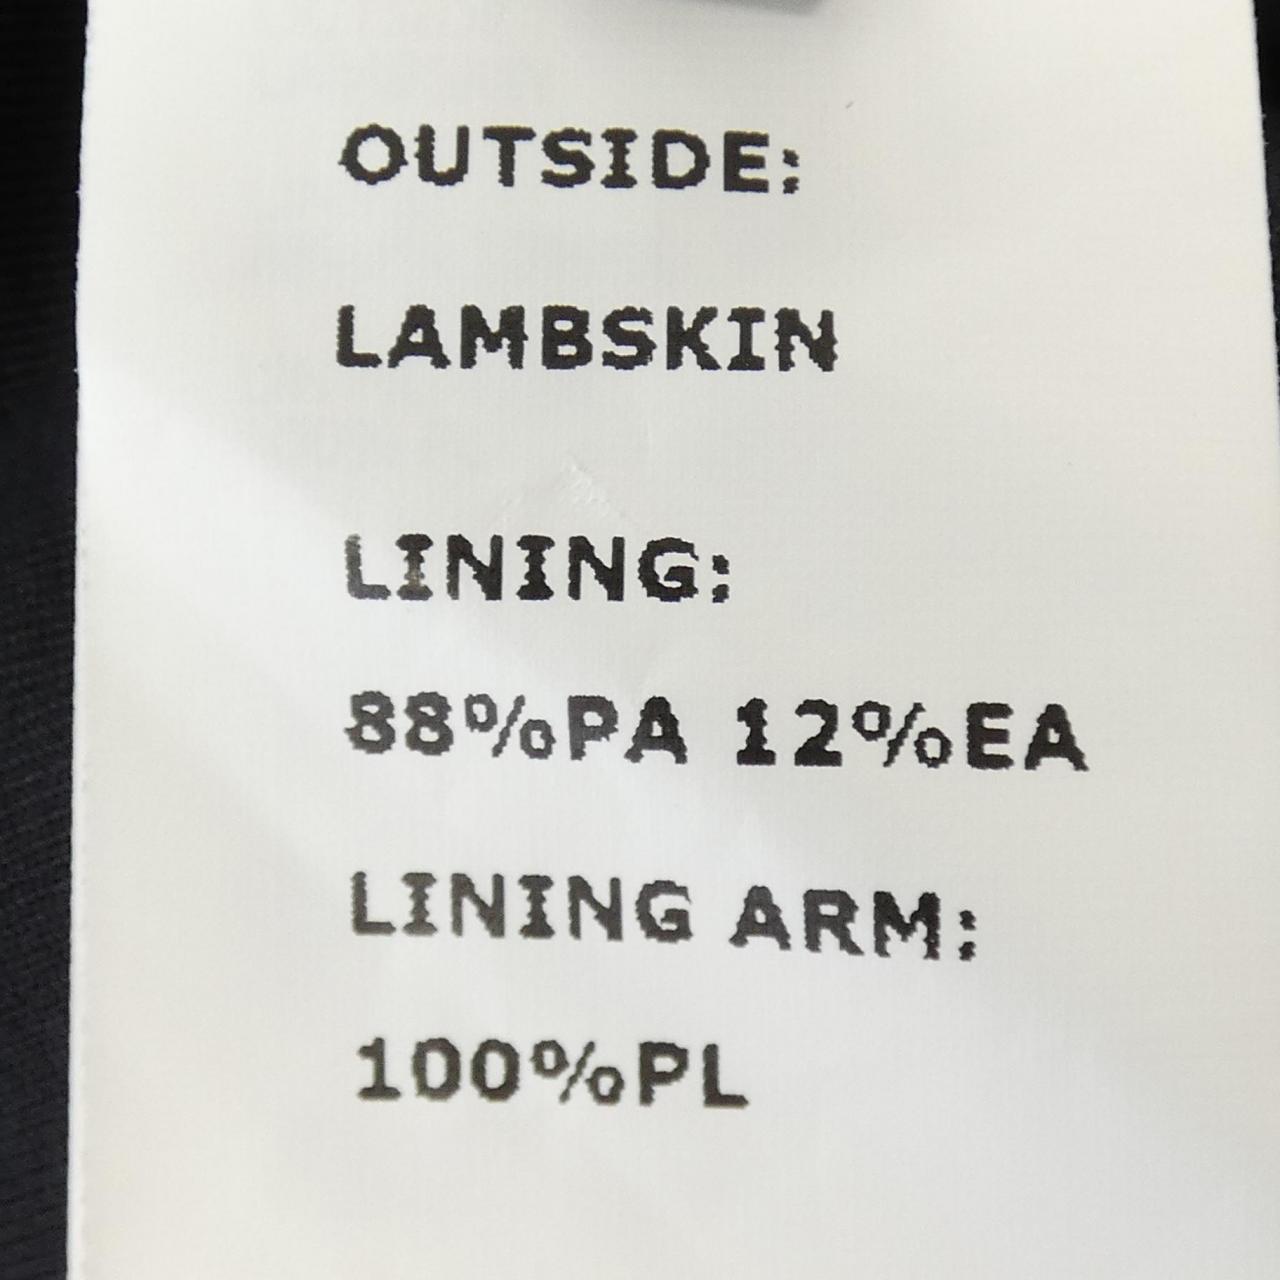 OUTSIDE:
LAMBSKIN
LINING:
88%PA 12%EA
LINING ARM:
100%PL